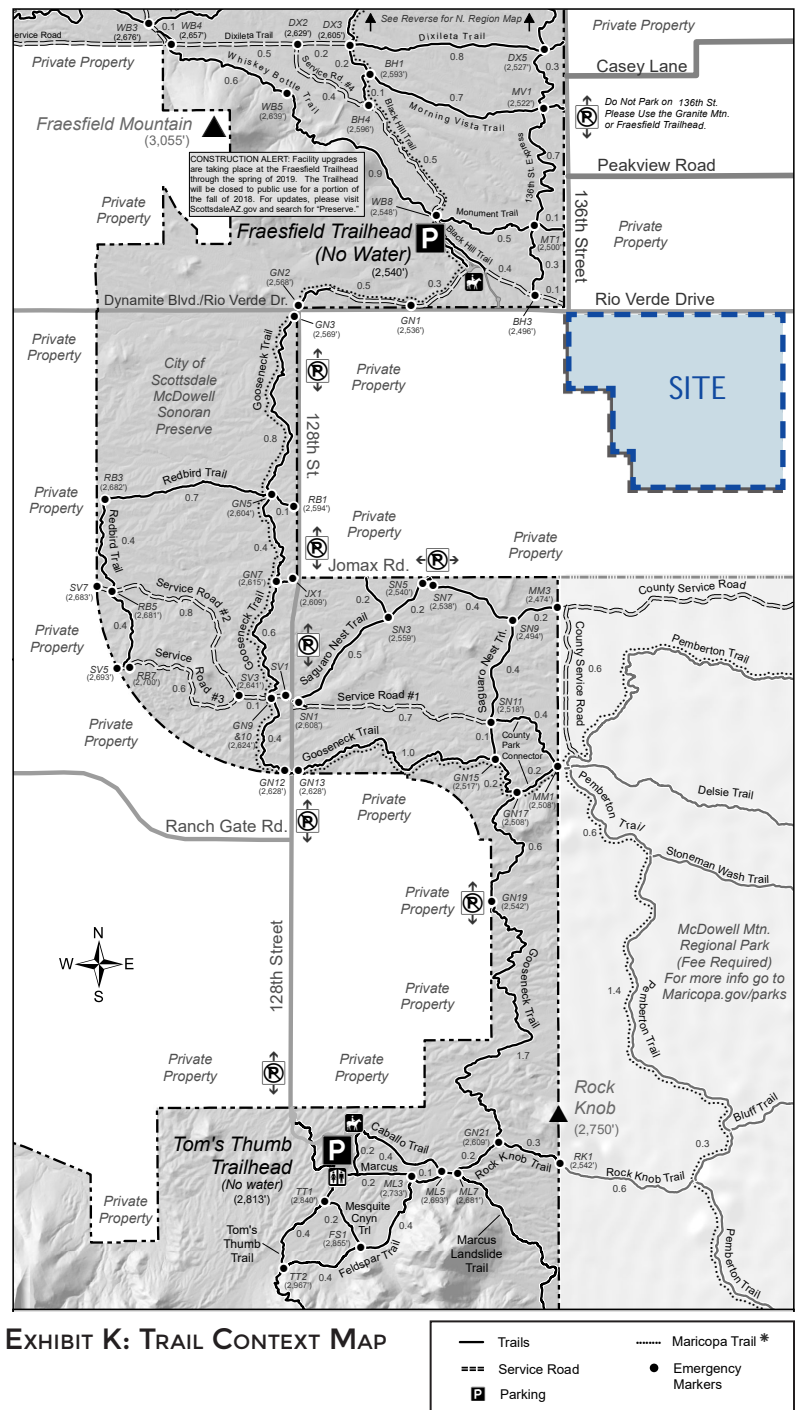 See Reverse for N. Region Map
WB3
(2,676')
0.1
WB4
(2,657')
DX2
(2,629')
DX3
(2,605')
Private Property
ervice Road
Dixileta Trail
0.5
0.2
Dixileta Trail
0.8
DX5
(2,527')
0.3
Casey Lane
Private Property
Whiskey Bottle Trail
0.6
Service Rd #4
0.2
0.4
BH1
(2,593')
0.1
0.7
Morning Vista Trail
MV1
(2,522')
WB5
(2,639')
BH4
(2,596')
Black Hill Trail
0.5
Do Not Park on 136th St.
Please Use the Granite Mtn.
or Fraesfield Trailhead.
Fraesfield Mountain
(3,055')
CONSTRUCTION ALERT: Facility upgrades
are taking place at the Fraesfield Trailhead
through the spring of 2019. The Trailhead
will be closed to public use for a portion of
the fall of 2018. For updates, please visit
ScottsdaleAZ.gov and search for "Preserve."
0.9
0.7
136th St. Express
Peakview Road
Private
Property
WB8
(2,548')
Monument Trail
0.1
0.5
MT1
(2,500'
136th Street
Private
Property
Fraesfield Trailhead
(No Water)
(2,540')
P
Black Hill Trail
0.4
0.3
0.1
GN2
(2,568')
0.5
0.3
Dynamite Blvd./Rio Verde Dr.
Rio Verde Drive
GN3
(2,569')
GN1
(2,536')
BH3
(2,496')
Private
Property
City of
Scottsdale
McDowell
Sonoran
Preserve
Gooseneck Trail
0.8
P
Private
Property
SITE
128th St.
RB3
(2,682')
Redbird Trail
0.7
GN5
(2,604')
0.1
RB1
(2,594')
Private
Property
Redbird Trail
0.4
0.4
P
Private
Property
Private
Property
Jomax Rd.
P
SV7
(2,683')
RB5
(2,681')
Service Road #2
0.8
GN7
(2,615')
JX1
(2,609')
0.2
SN5
(2,540')
SN7
(2,538')
0.2
0.4
MM3
(2,474')
County Service Road
Private
Property
0.4
Gooseneck Trail
0.6
P
Saguaro Nest Trail
0.5
SN3
(2,559')
0.2
SN9
(2,494')
County Service Road
0.6
Pemberton Trail
SV5
(2,693')
RB7
(2,700')
Service
Road #3
0.6
SV3
(2,641')
0.1
SV1
SN1
(2,608')
Service Road #1
0.7
Saguaro Nest Trl.
0.4
SN11
(2,518')
0.4
Private
Property
GN9
&10
(2,624')
0.4
Gooseneck Trail
1.0
0.1
County
Park
Connector
0.2
GN12
(2,628')
GN13
(2,628')
GN15
(2,517')
0.2
MM1
(2,508')
GN17
(2,508')
Pemberton Trail
0.6
Delsie Trail
Ranch Gate Rd.
P
Private
Property
0.6
Stoneman Wash Trail
Private
Property
P
GN19
(2,542')
McDowell Mtn.
Regional Park
(Fee Required)
For more info go to
Maricopa.gov/parks
N
W
E
S
128th Street
Gooseneck Trail
1.4
Pemberton Trail
Private
Property
1.7
Private
Property
P
Private
Property
Rock
Knob
(2,750')
Bluff Trail
Tom's Thumb
Trailhead
(No water)
(2,813')
P
Caballo Trail
0.2
0.4
GN21
(2,609')
0.2
0.3
RK1
(2,542')
0.3
Marcus
0.2
0.1
Rock Knob Trail
Rock Knob Trail
0.6
ML3
(2,733')
ML5
(2,693')
ML7
(2,681')
Private
Property
TT1
(2,840')
0.2
Mesquite
Cnyn
Trl
0.4
Tom's
Thumb
Trail
0.4
FS1
(2,855')
Marcus
Landslide
Trail
Pemberton Trail
TT2
(2,967')
0.4
Feldspar Trail
EXHIBIT K: TRAIL CONTEXT MAP
Trails
Maricopa Trail *
Service Road
Emergency
Markers
P
Parking